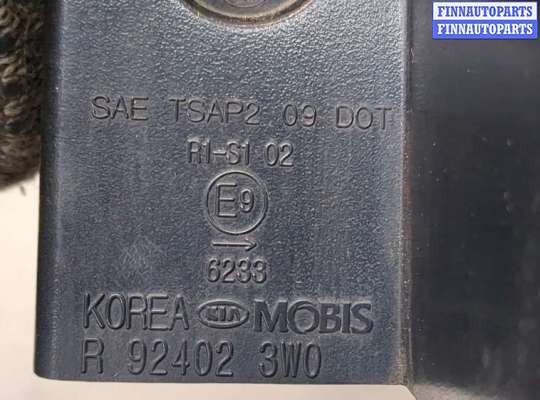 FINNAUTOPARTS
FINNAUTOPARTS
SAE TSAP2 09 DOT
R1-S1 02
E9
6233
KOREA KIA MOBIS
R 92402 3W0